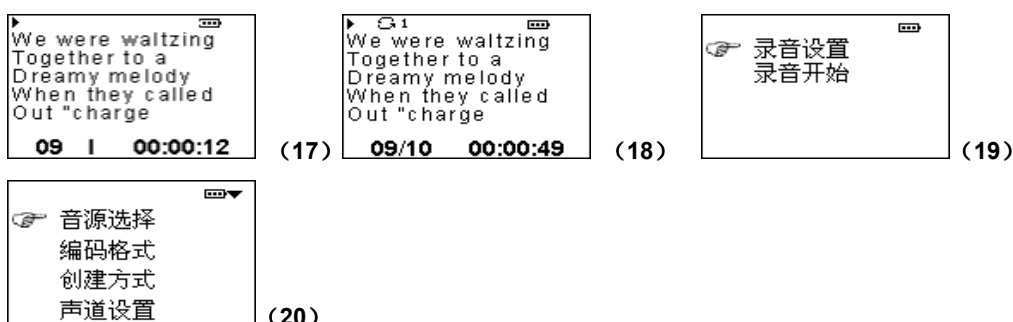 We were waltzing
Together to a
Dreamy melody
When they called
Out "charge
09 I 00:00:12
(17)
1
We were waltzing
Together to a
Dreamy melody
When they called
Out "charge
09/10 00:00:49
(18)
录音设置
录音开始
(19)
音源选择
编码格式
创建方式
声道设置
(20)